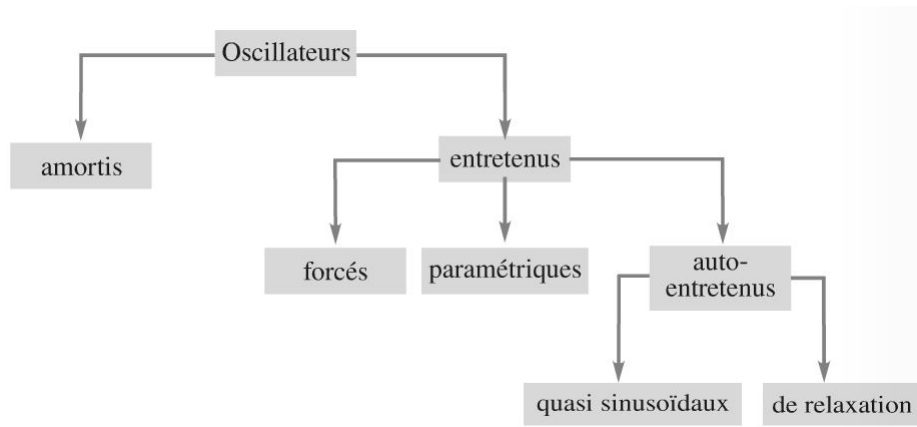 Oscillateurs
amortis
entretenus
forcés
paramétriques
auto-
entretenus
quasi sinusoïdaux
de relaxation